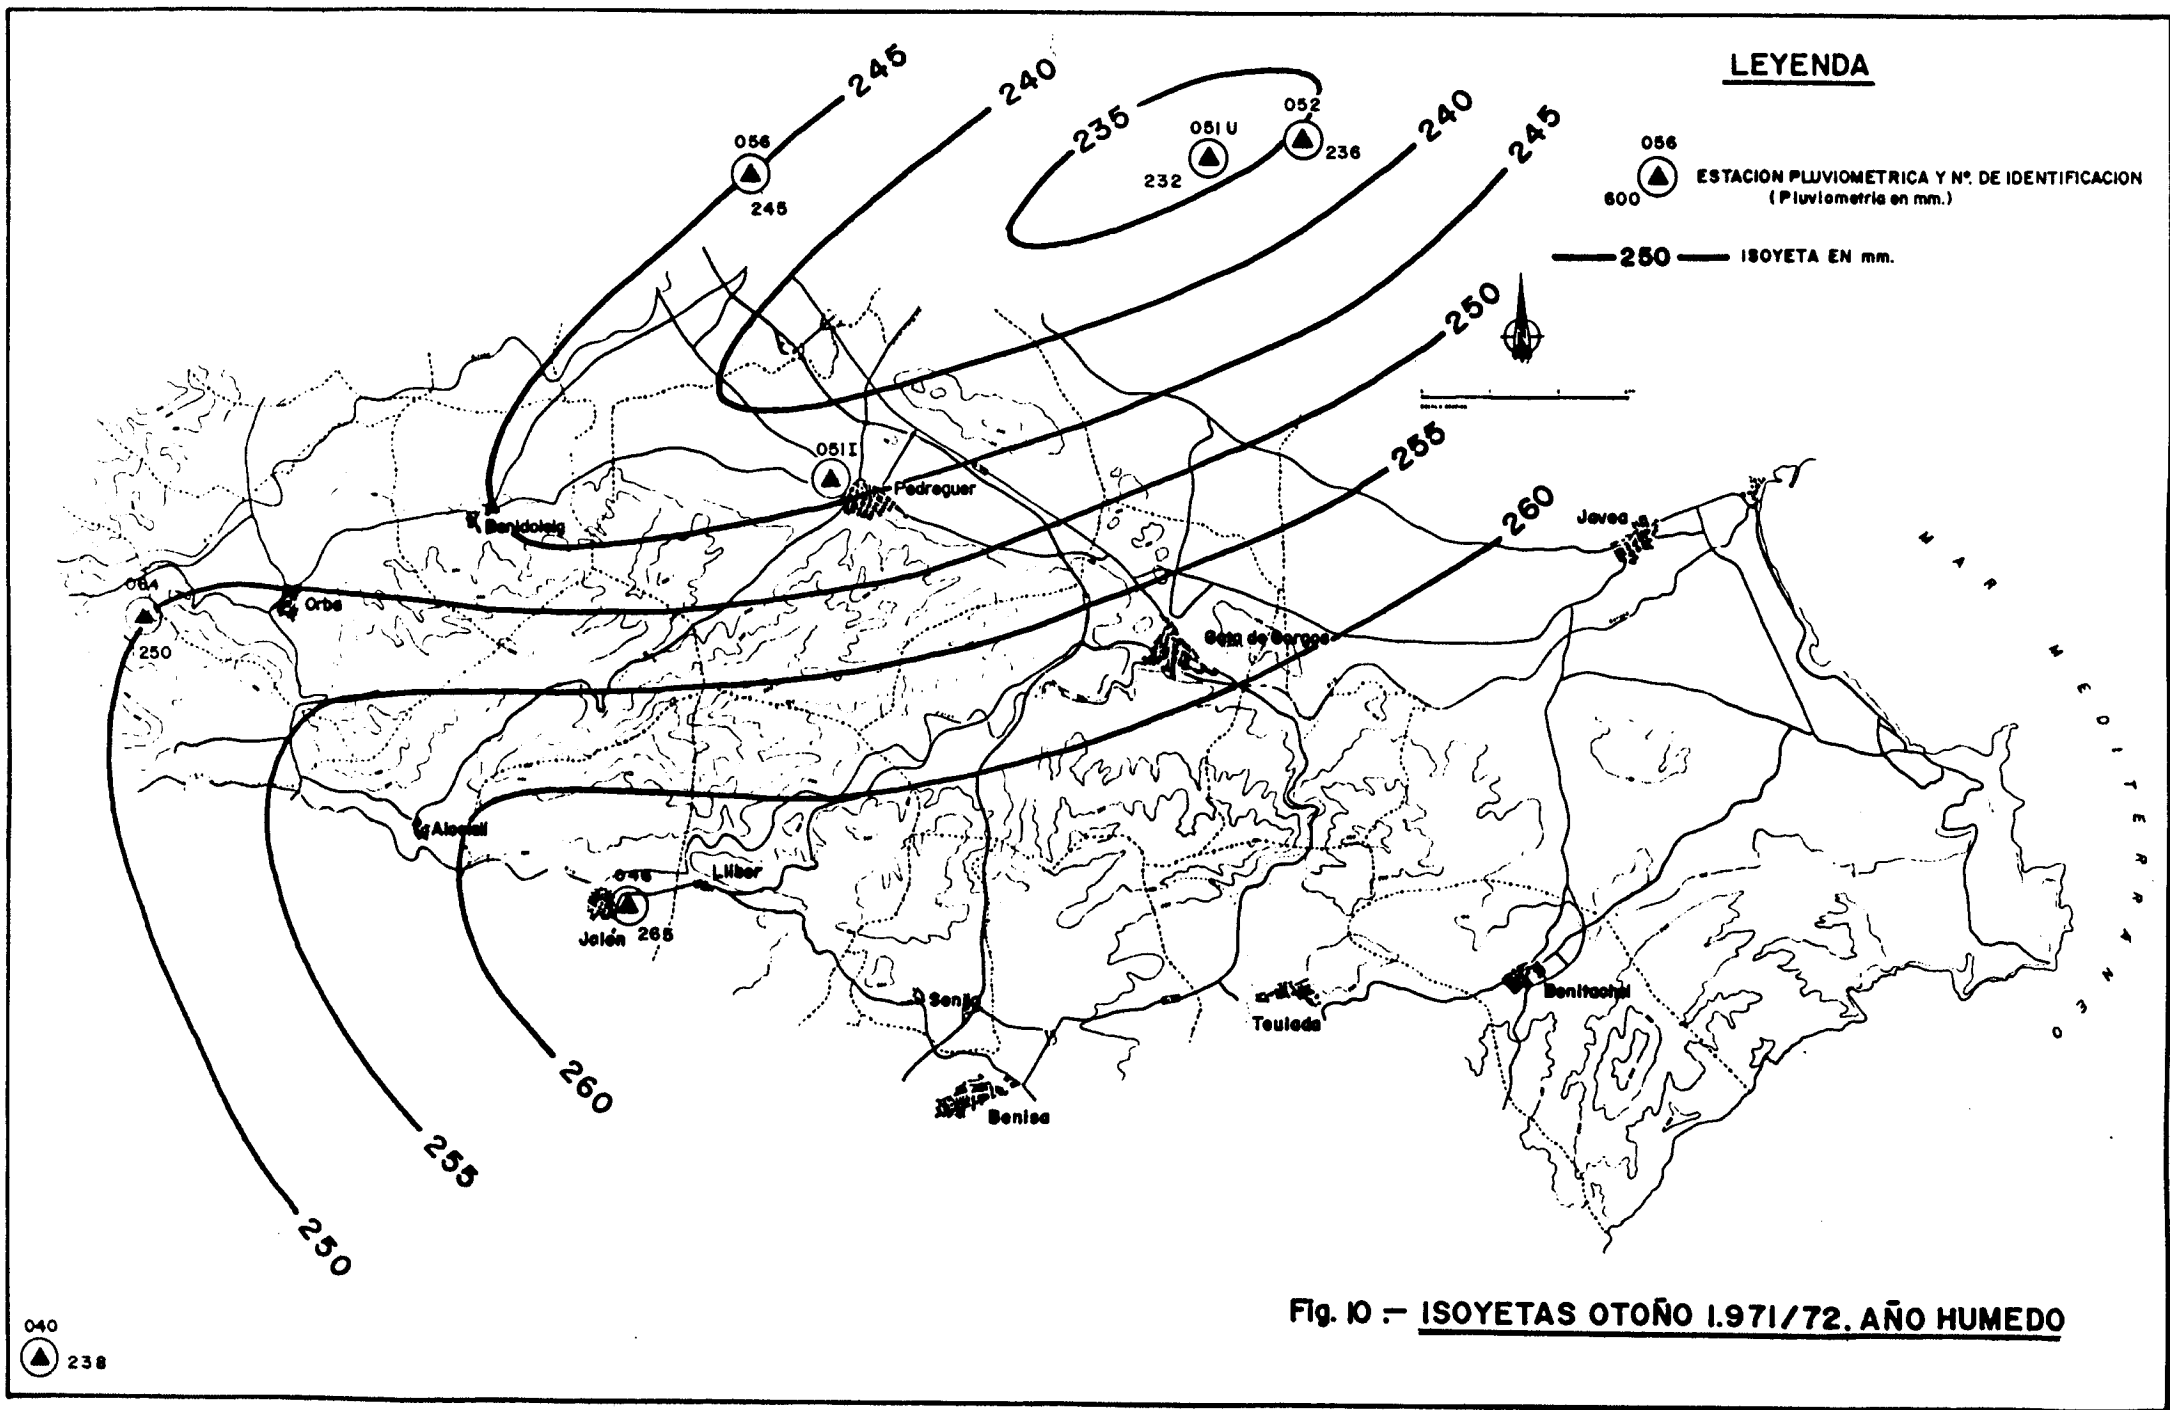 LEYENDA
056
600
ESTACION PLUVIOMETRICA Y Nº. DE IDENTIFICACION
(Pluviometria en mm.)
250 ISOYETA EN mm.
245
240
235
052
051 U
236
232
240
245
056
245
250
255
260
051 I
Pedreguer
Benidoleig
Javea
064
250
Orba
Gata de Gorgos
MAR MEDITERRANEO
Alcalali
046
Lliber
Jalón 265
Senija
Teulada
Benitachel
Benisa
260
255
250
040
238
Fig. 10 :- ISOYETAS OTOÑO 1.971/72. AÑO HUMEDO